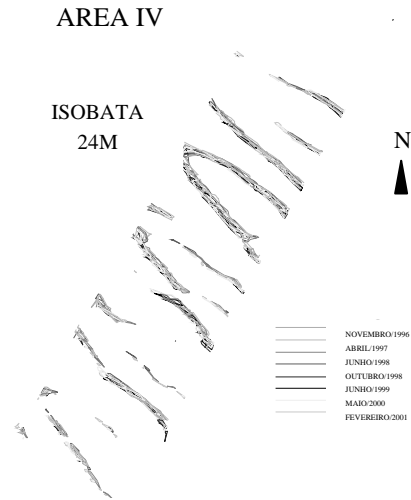 AREA IV
ISOBATA
24M
N
NOVEMBRO/1996
ABRIL/1997
JUNHO/1998
OUTUBRO/1998
JUNHO/1999
MAIO/2000
FEVEREIRO/2001